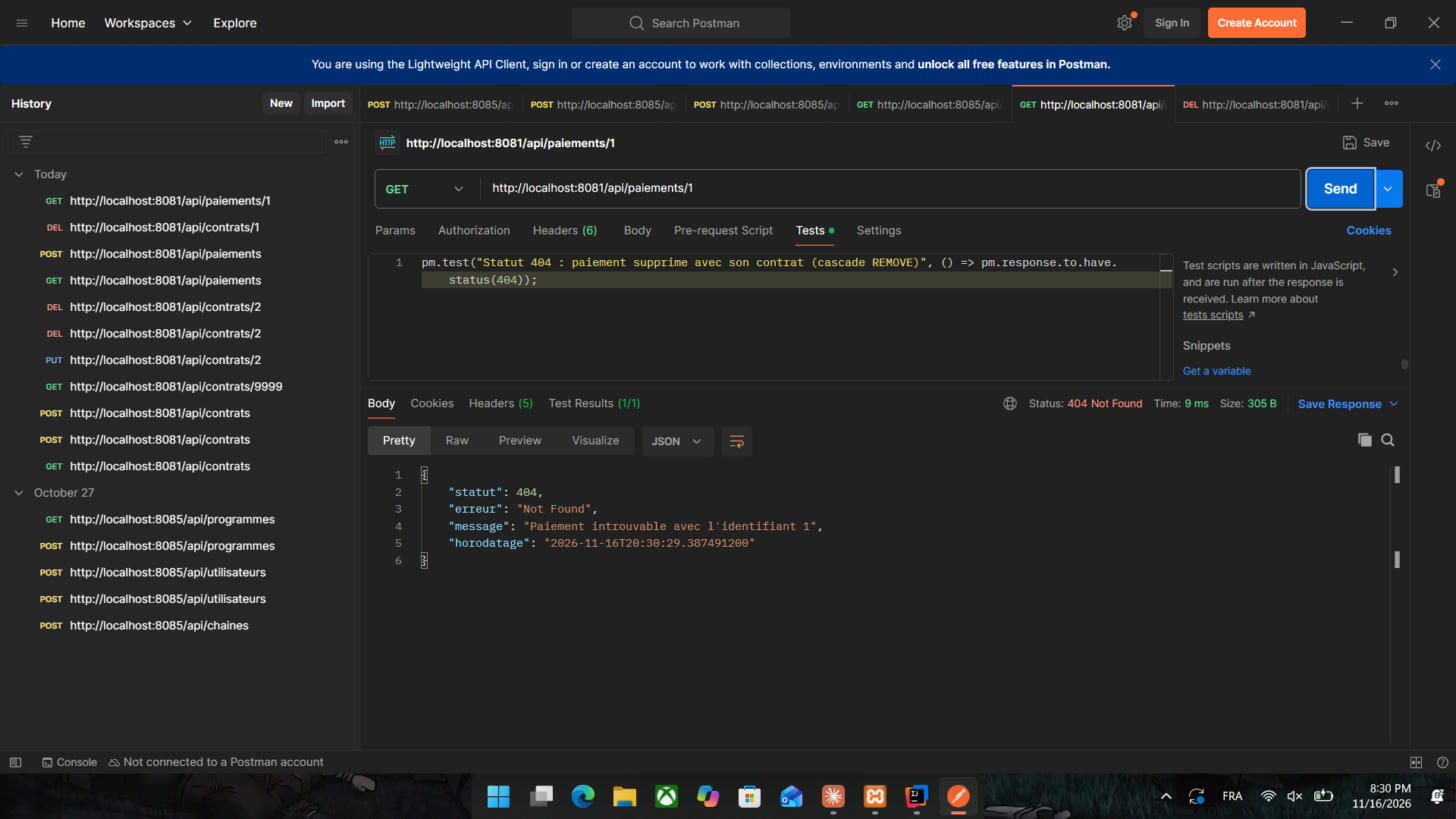 Home
Workspaces
Explore
Search Postman
Sign In
Create Account
You are using the Lightweight API Client, sign in or create an account to work with collections, environments and unlock all free features in Postman.
History
New
Import
POST http://localhost:8085/ap
POST http://localhost:8085/ap
POST http://localhost:8085/ap
GET http://localhost:8085/api/
GET http://localhost:8081/api/
DEL http://localhost:8081/api/
HTTP http://localhost:8081/api/paiements/1
Save
GET
http://localhost:8081/api/paiements/1
Send
Today
GET http://localhost:8081/api/paiements/1
DEL http://localhost:8081/api/contrats/1
POST http://localhost:8081/api/paiements
GET http://localhost:8081/api/paiements
DEL http://localhost:8081/api/contrats/2
DEL http://localhost:8081/api/contrats/2
PUT http://localhost:8081/api/contrats/2
GET http://localhost:8081/api/contrats/9999
POST http://localhost:8081/api/contrats
POST http://localhost:8081/api/contrats
GET http://localhost:8081/api/contrats
October 27
GET http://localhost:8085/api/programmes
POST http://localhost:8085/api/programmes
POST http://localhost:8085/api/utilisateurs
POST http://localhost:8085/api/utilisateurs
POST http://localhost:8085/api/chaines
Params
Authorization
Headers (6)
Body
Pre-request Script
Tests
Settings
Cookies
1 pm.test("Statut 404 : paiement supprime avec son contrat (cascade REMOVE)", () => pm.response.to.have.
status(404));
Test scripts are written in JavaScript,
and are run after the response is
received. Learn more about
tests scripts ↗
Snippets
Get a variable
Body
Cookies
Headers (5)
Test Results (1/1)
Status: 404 Not Found
Time: 9 ms
Size: 305 B
Save Response
Pretty
Raw
Preview
Visualize
JSON
1 {
2 "statut": 404,
3 "erreur": "Not Found",
4 "message": "Paiement introuvable avec l'identifiant 1",
5 "horodatage": "2026-11-16T20:30:29.387491200"
6 }
Console
Not connected to a Postman account
FRA
8:30 PM
11/16/2026